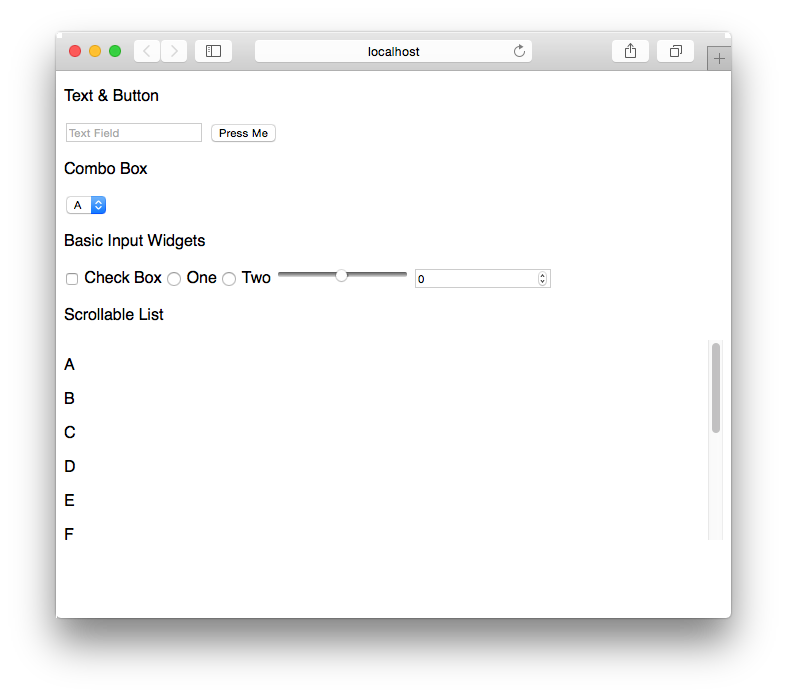 localhost
Text & Button
Text Field Press Me
Combo Box
A
Basic Input Widgets
Check Box One Two 0
Scrollable List
A
B
C
D
E
F